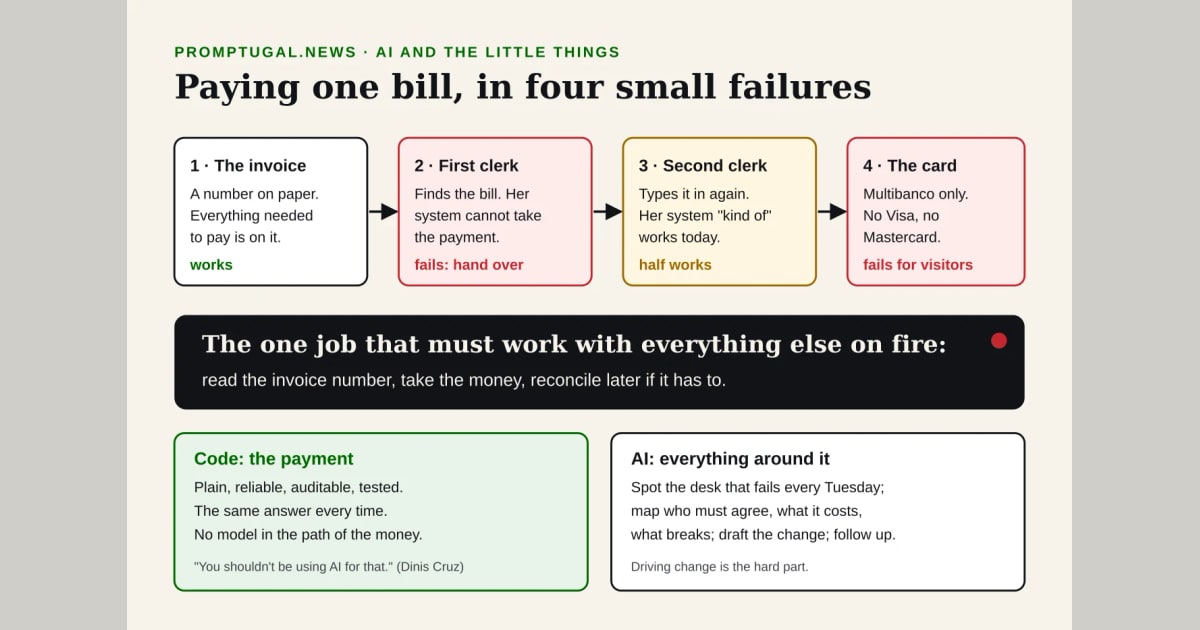 PROMPTUGAL.NEWS · AI AND THE LITTLE THINGS
Paying one bill, in four small failures
1 · The invoice
A number on paper.
Everything needed
to pay is on it.
works
2 · First clerk
Finds the bill. Her
system cannot take
the payment.
fails: hand over
3 · Second clerk
Types it in again.
Her system "kind of"
works today.
half works
4 · The card
Multibanco only.
No Visa, no
Mastercard.
fails for visitors
The one job that must work with everything else on fire:
read the invoice number, take the money, reconcile later if it has to.
Code: the payment
Plain, reliable, auditable, tested.
The same answer every time.
No model in the path of the money.
"You shouldn't be using AI for that." (Dinis Cruz)
AI: everything around it
Spot the desk that fails every Tuesday;
map who must agree, what it costs,
what breaks; draft the change; follow up.
Driving change is the hard part.